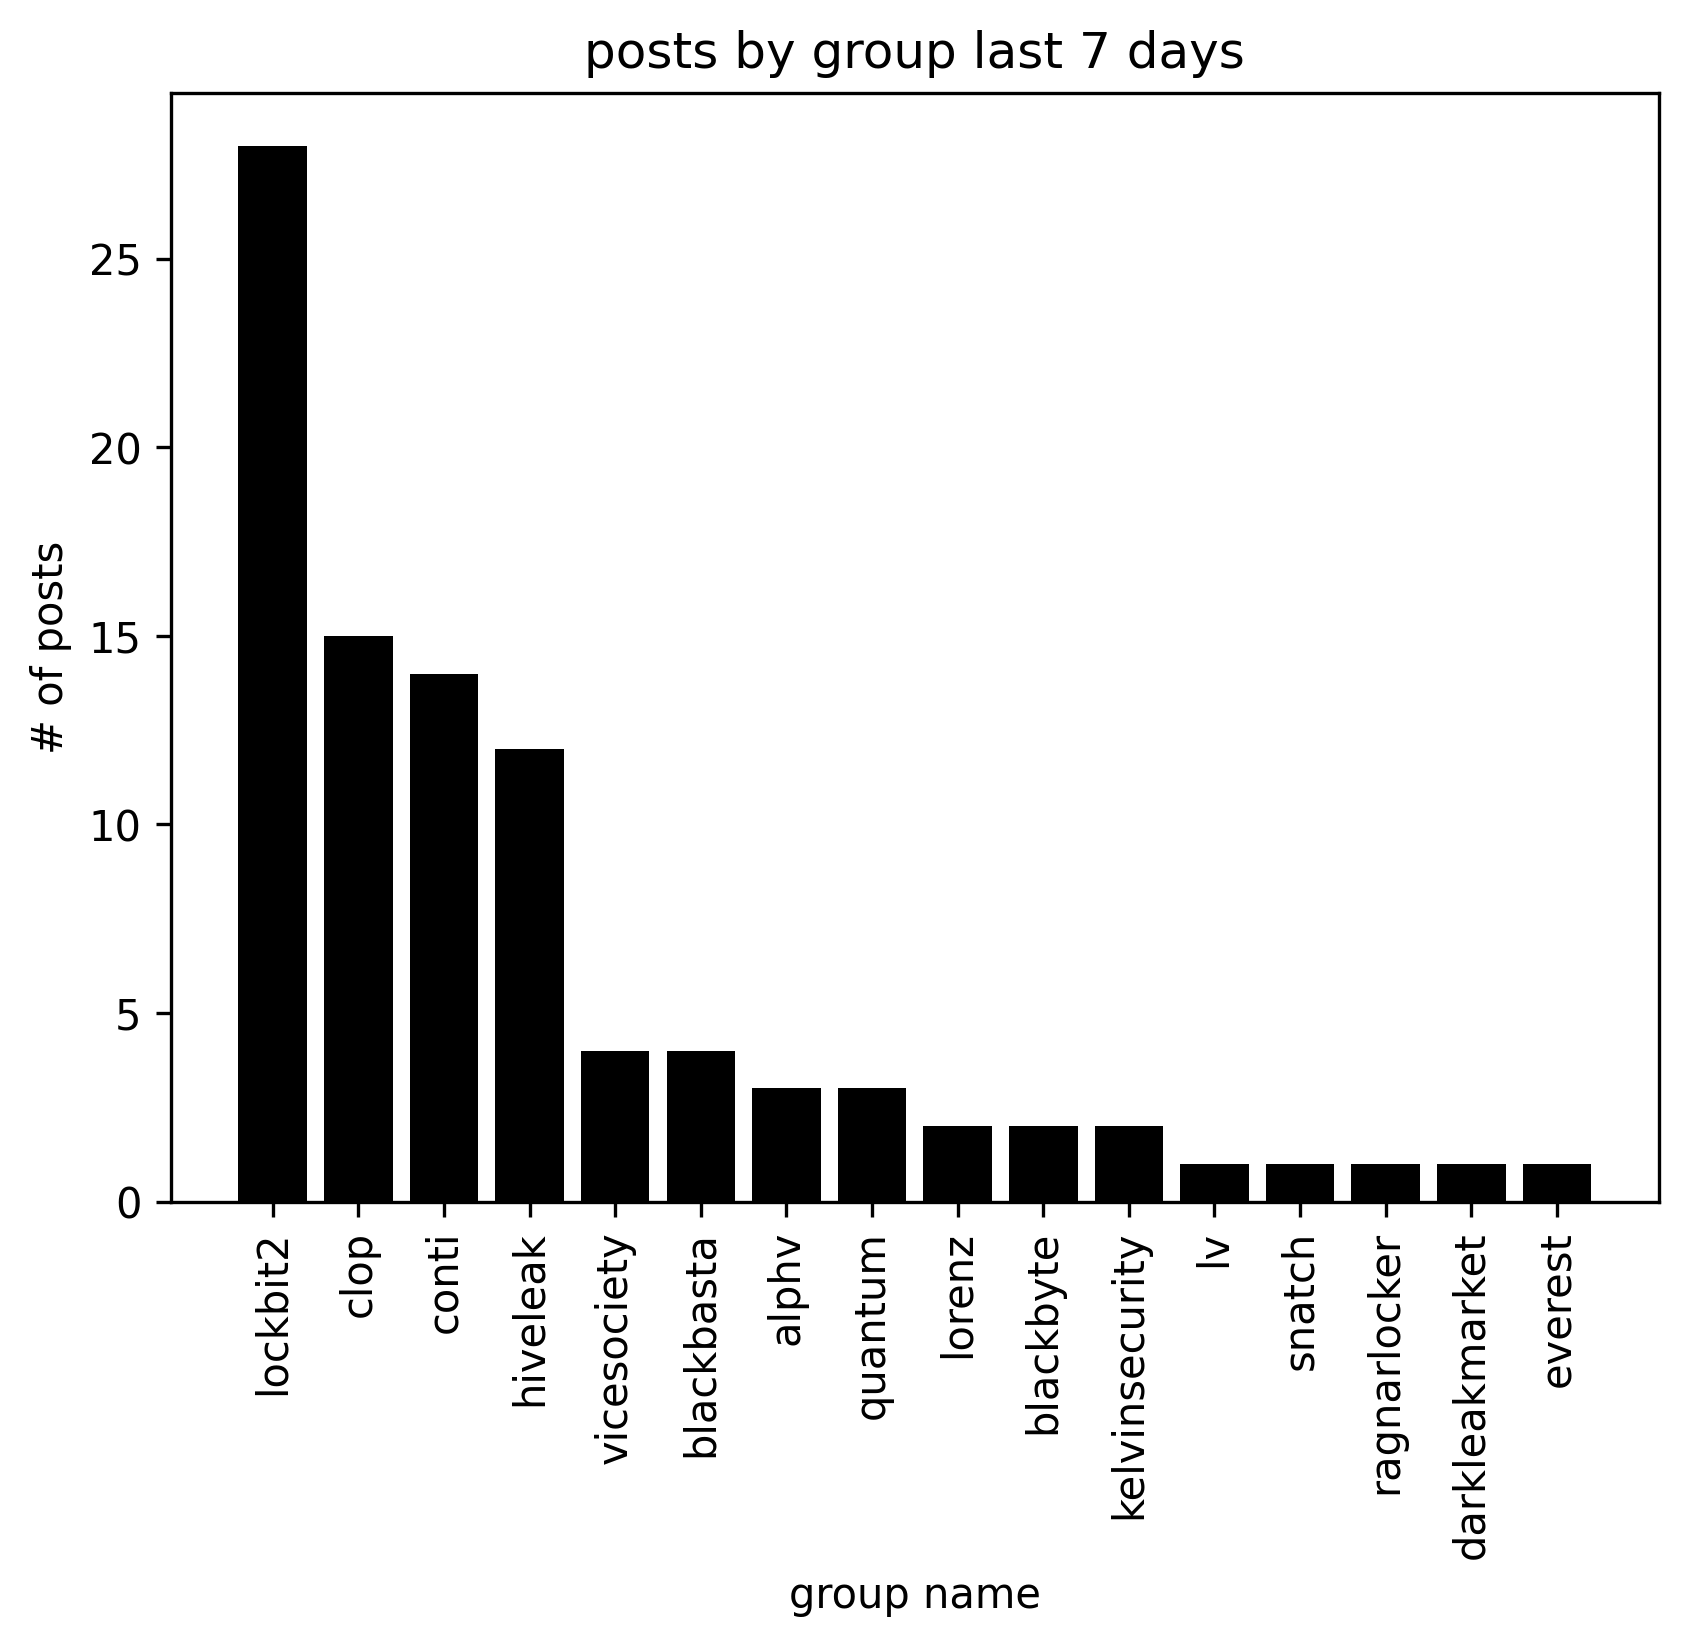 posts by group last 7 days
# of posts
25
20
15
10
5
0
lockbit2
clop
conti
hiveleak
vicesociety
blackbasta
alphv
quantum
lorenz
blackbyte
kelvinsecurity
lv
snatch
ragnarlocker
darkleakmarket
everest
group name